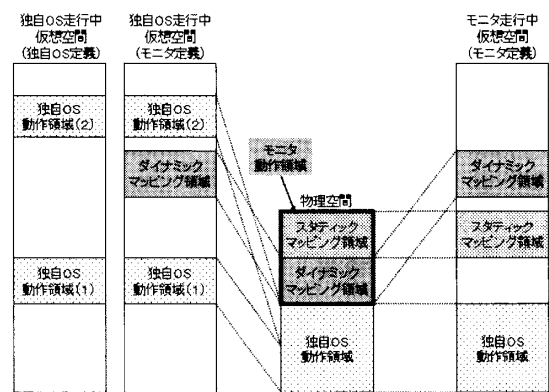 独自OS走行中
仮想空間
(独自OS定義)
独自OS
動作領域(2)
独自OS
動作領域(1)
独自OS走行中
仮想空間
(モニタ定義)
独自OS
動作領域(2)
ダイナミック
マッピング領域
独自OS
動作領域(1)
モニタ
動作領域
物理空間
スタティック
マッピング領域
ダイナミック
マッピング領域
独自OS
動作領域
モニタ走行中
仮想空間
(モニタ定義)
ダイナミック
マッピング領域
スタティック
マッピング領域
独自OS
動作領域